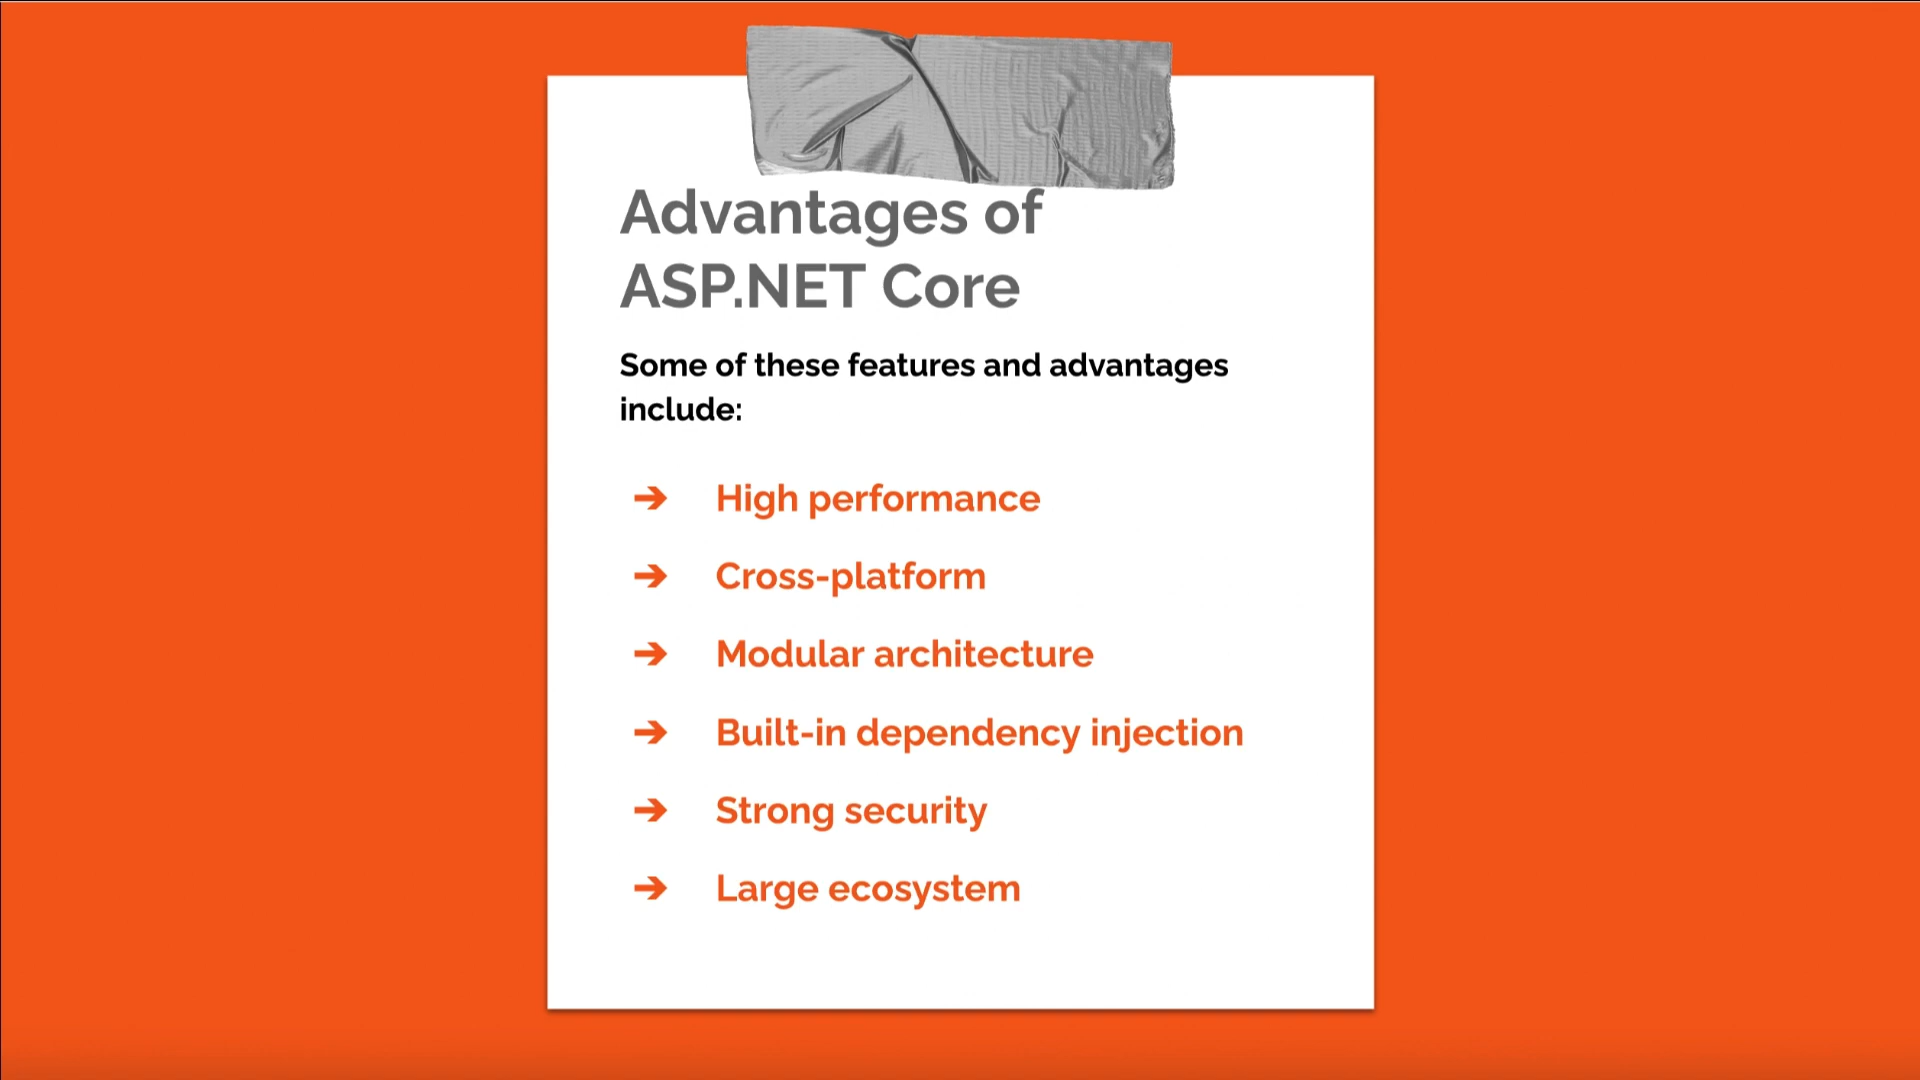 Advantages of
ASP.NET Core
Some of these features and advantages
include:
➔ High performance
➔ Cross-platform
➔ Modular architecture
➔ Built-in dependency injection
➔ Strong security
➔ Large ecosystem